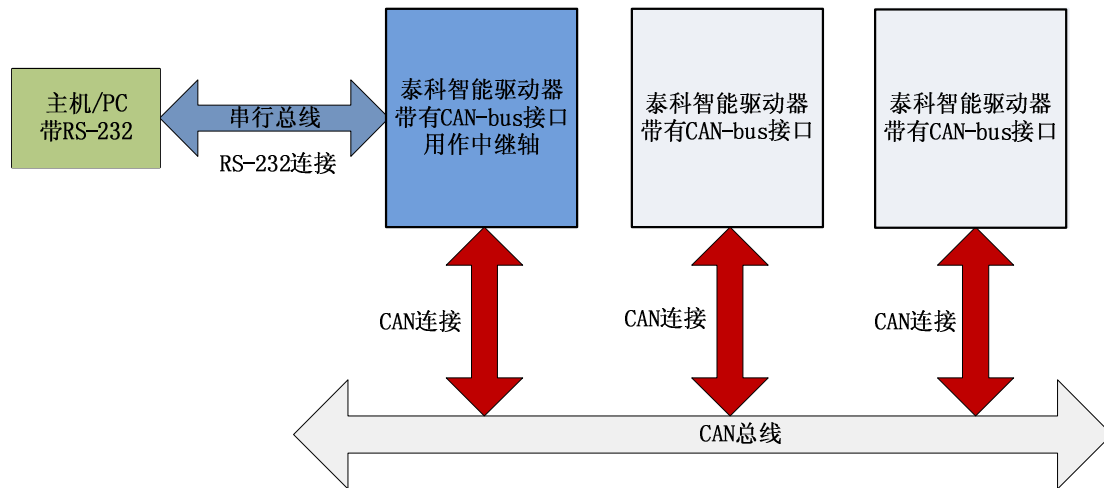 主机/PC
带RS-232
串行总线
RS-232连接
泰科智能驱动器
带有CAN-bus接口
用作中继轴
泰科智能驱动器
带有CAN-bus接口
泰科智能驱动器
带有CAN-bus接口
CAN连接
CAN连接
CAN连接
CAN总线